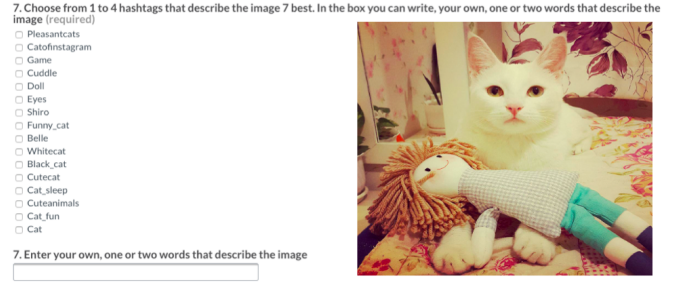 7. Choose from 1 to 4 hashtags that describe the image 7 best. In the box you can write, your own, one or two words that describe the
image (required)
Pleasantcats
Catofinstagram
Game
Cuddle
Doll
Eyes
Shiro
Funny_cat
Belle
Whitecat
Black_cat
Cutecat
Cat_sleep
Cuteanimals
Cat_fun
Cat
7. Enter your own, one or two words that describe the image